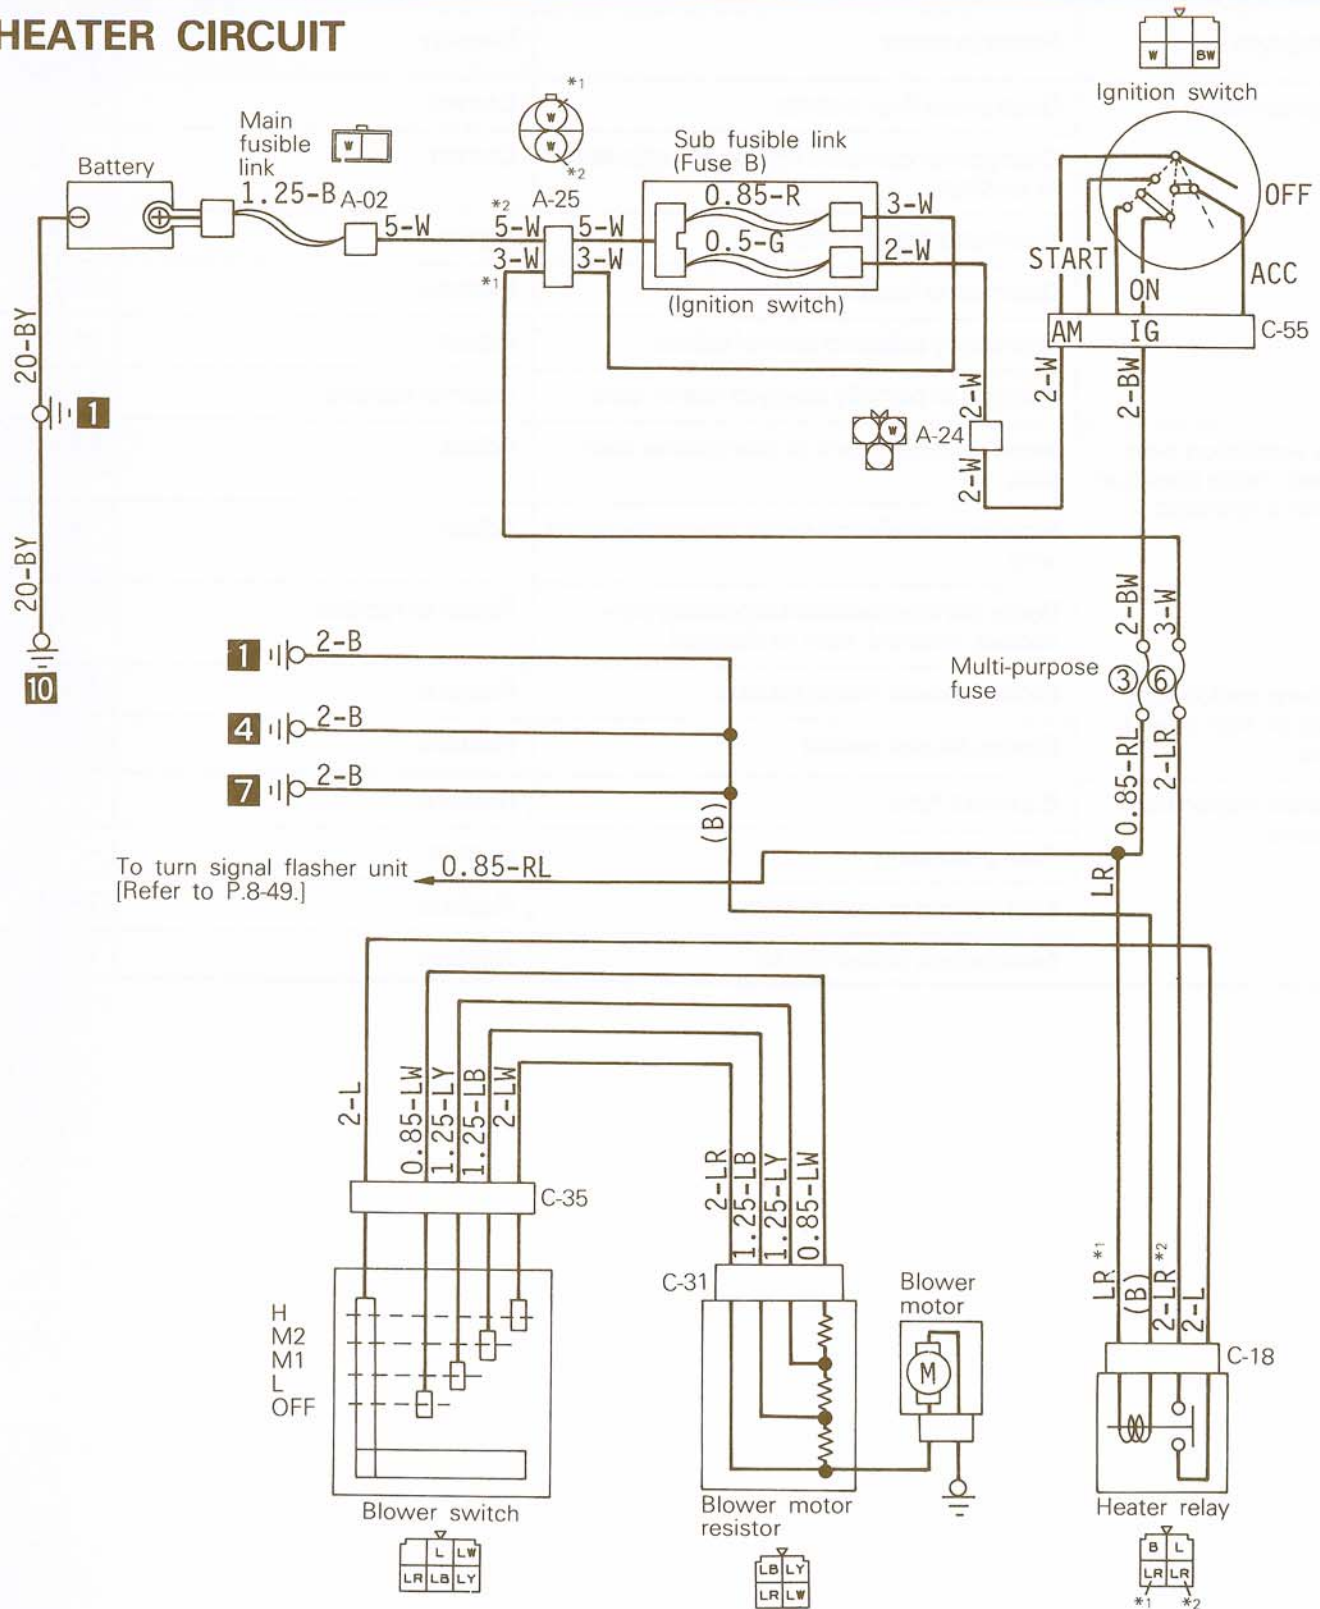 HEATER CIRCUIT
W BW
Ignition switch
*1
W
W
*2
Main
fusible
link
W
Sub fusible link
(Fuse B)
Battery
1.25-B
A-02
5-W
*2
5-W
A-25
5-W
3-W
*1
3-W
0.85-R
0.5-G
3-W
2-W
(Ignition switch)
OFF
START
ON
ACC
AM IG
C-55
20-BY
1
2-W
2-W
2-BW
W
A-24
2-W
20-BY
10
2-BW
3-W
1
2-B
4
2-B
7
2-B
Multi-purpose
fuse
3
6
0.85-RL
2-LR
(B)
To turn signal flasher unit
[Refer to P.8-49.]
0.85-RL
LR
2-L
0.85-LW
1.25-LY
1.25-LB
2-LW
C-35
2-LR
1.25-LB
1.25-LY
0.85-LW
C-31
Blower
motor
LR*1
(B)
2-LR*2
2-L
C-18
H
M2
M1
L
OFF
M
Blower switch
Blower motor
resistor
Heater relay
L LW
LR LB LY
LB LY
LR LW
B L
LR LR
*1 *2